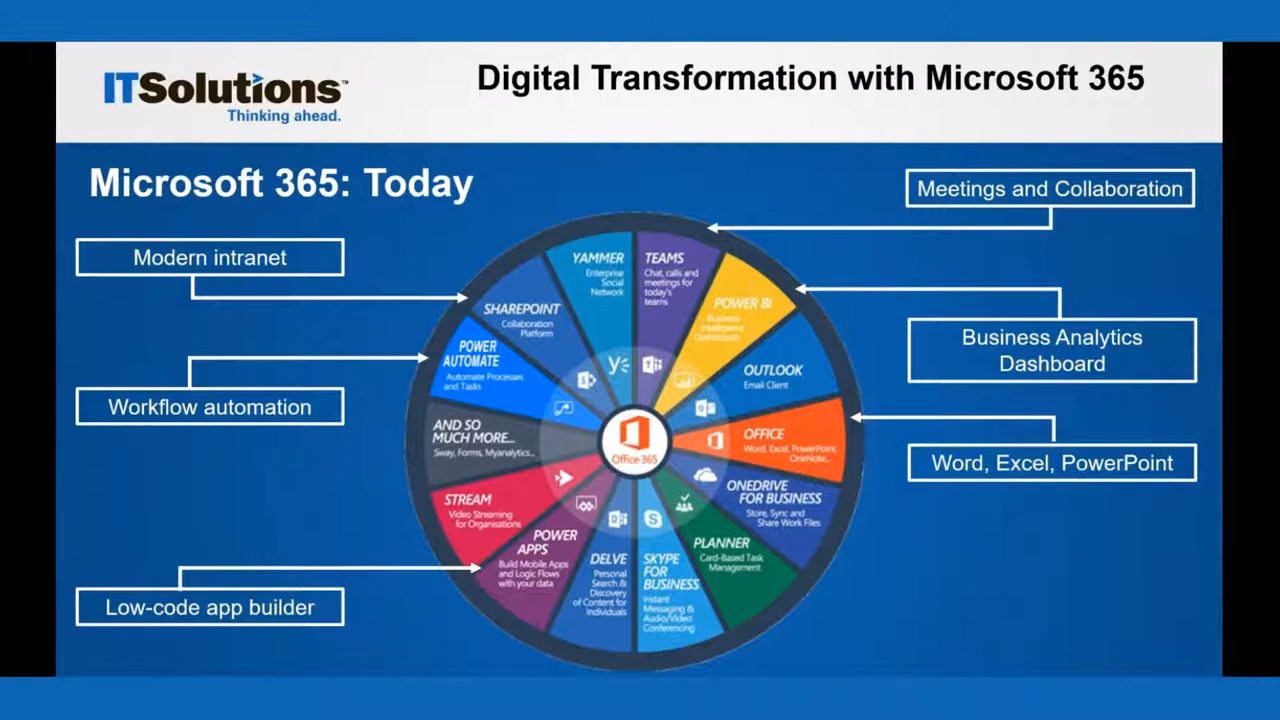 ITSolutions™
Thinking ahead.
Digital Transformation with Microsoft 365
Microsoft 365: Today
Meetings and Collaboration
Modern intranet
Business Analytics
Dashboard
Workflow automation
Word, Excel, PowerPoint
Low-code app builder
YAMMER
Enterprise
Social
Network
TEAMS
Chat, calls and
meetings for
today's
teams
POWER BI
Business
Intelligence
Dashboards
OUTLOOK
Email Client
OFFICE
Word, Excel, PowerPoint,
OneNote...
ONEDRIVE
FOR BUSINESS
Store, Sync and
Share Work Files
PLANNER
Card-Based Task
Management
SKYPE
FOR
BUSINESS
Instant
Messaging &
Audio/Video
Conferencing
DELVE
Personal
Search &
Discovery
of Content for
Individuals
POWER
APPS
Build Mobile Apps
and Logic Flows
with your data
STREAM
Video Streaming
for Organisations
AND SO
MUCH MORE...
Sway, Forms, Myanalytics...
POWER
AUTOMATE
Automate Processes
and Tasks
SHAREPOINT
Collaboration
Platform
Office 365